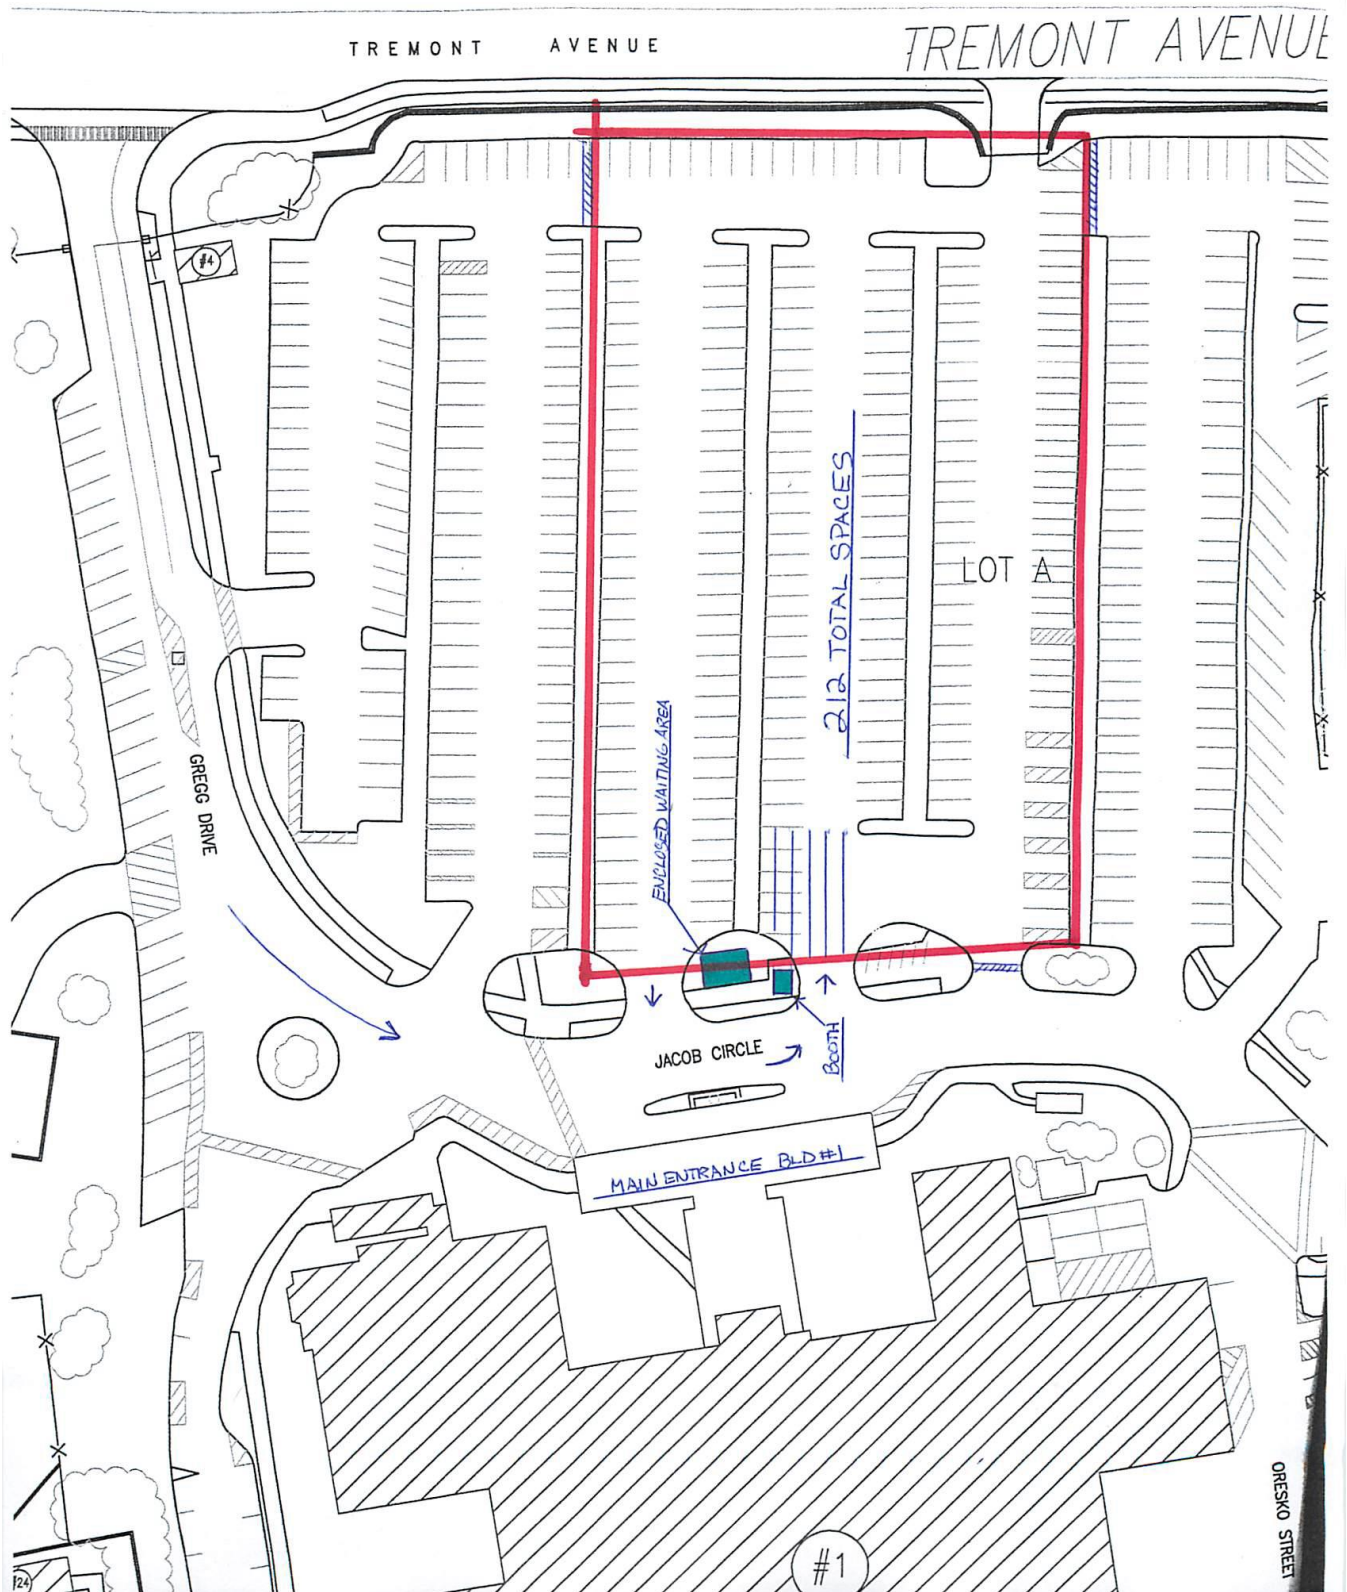 TREMONT AVENUE
TREMONT AVENUE
#4
212 TOTAL SPACES
LOT A
ENCLOSED WAITING AREA
GREGG DRIVE
JACOB CIRCLE
BOOTH
MAIN ENTRANCE BLD #1
ORESKO STREET
#1
24